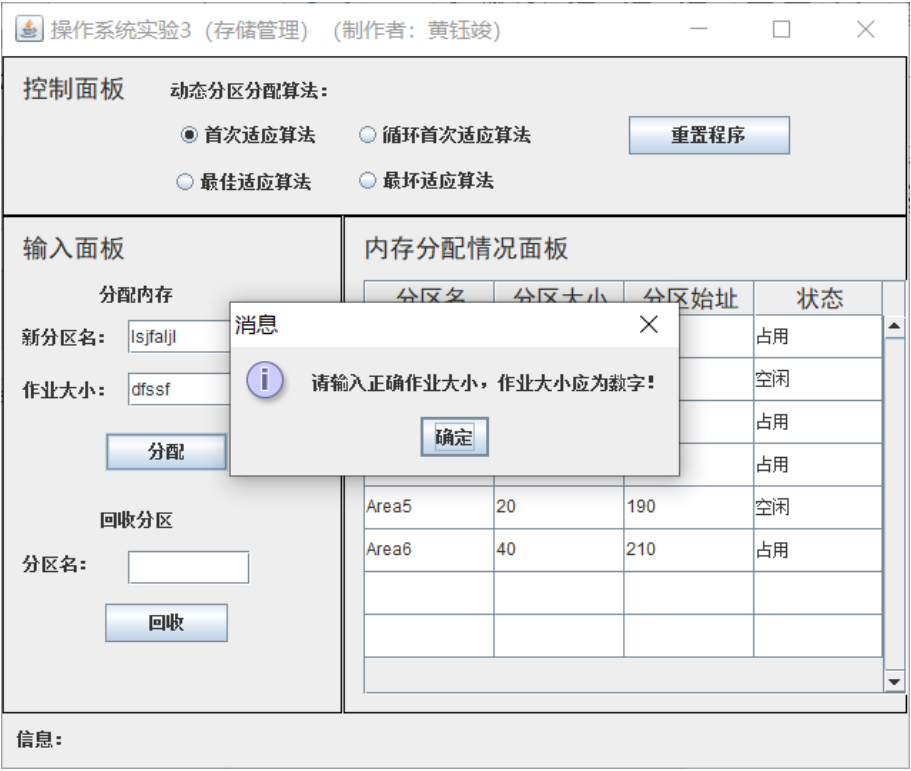 操作系统实验3（存储管理） （制作者：黄钰竣）
控制面板
动态分区分配算法：
首次适应算法
循环首次适应算法
重置程序
最佳适应算法
最坏适应算法
输入面板
内存分配情况面板
分配内存
分区名 分区大小 分区始址 状态
新分区名： lsjfaljl
消息
占用
空闲
作业大小： dfssf
请输入正确作业大小，作业大小应为数字！
占用
分配
确定
占用
Area5 20 190 空闲
回收分区
Area6 40 210 占用
分区名：
回收
信息：